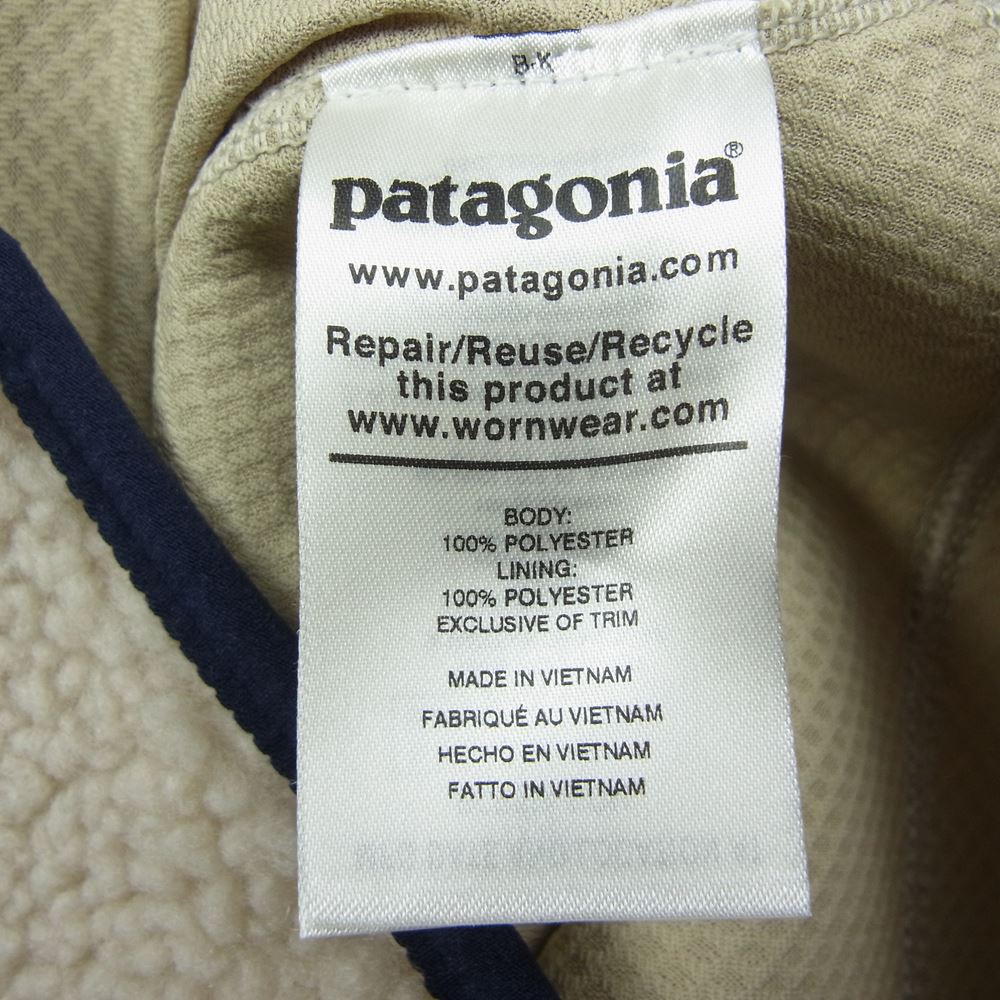 B-K
patagonia®
www.patagonia.com
Repair/Reuse/Recycle
this product at
www.wornwear.com
BODY:
100% POLYESTER
LINING:
100% POLYESTER
EXCLUSIVE OF TRIM
MADE IN VIETNAM
FABRIQUÉ AU VIETNAM
HECHO EN VIETNAM
FATTO IN VIETNAM